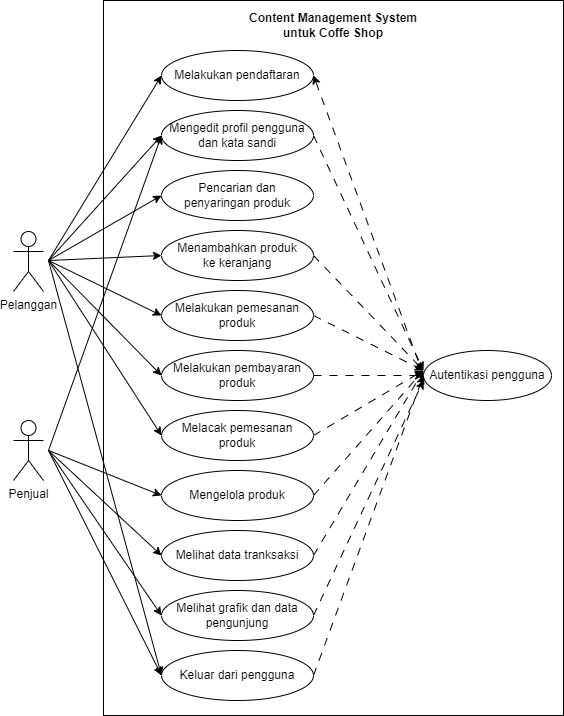 Content Management System
untuk Coffe Shop
Melakukan pendaftaran
Mengedit profil pengguna
dan kata sandi
Pencarian dan
penyaringan produk
Menambahkan produk
ke keranjang
Pelanggan
Melakukan pemesanan
produk
Melakukan pembayaran
produk
Autentikasi pengguna
Melacak pemesanan
produk
Penjual
Mengelola produk
Melihat data tranksaksi
Melihat grafik dan data
pengunjung
Keluar dari pengguna